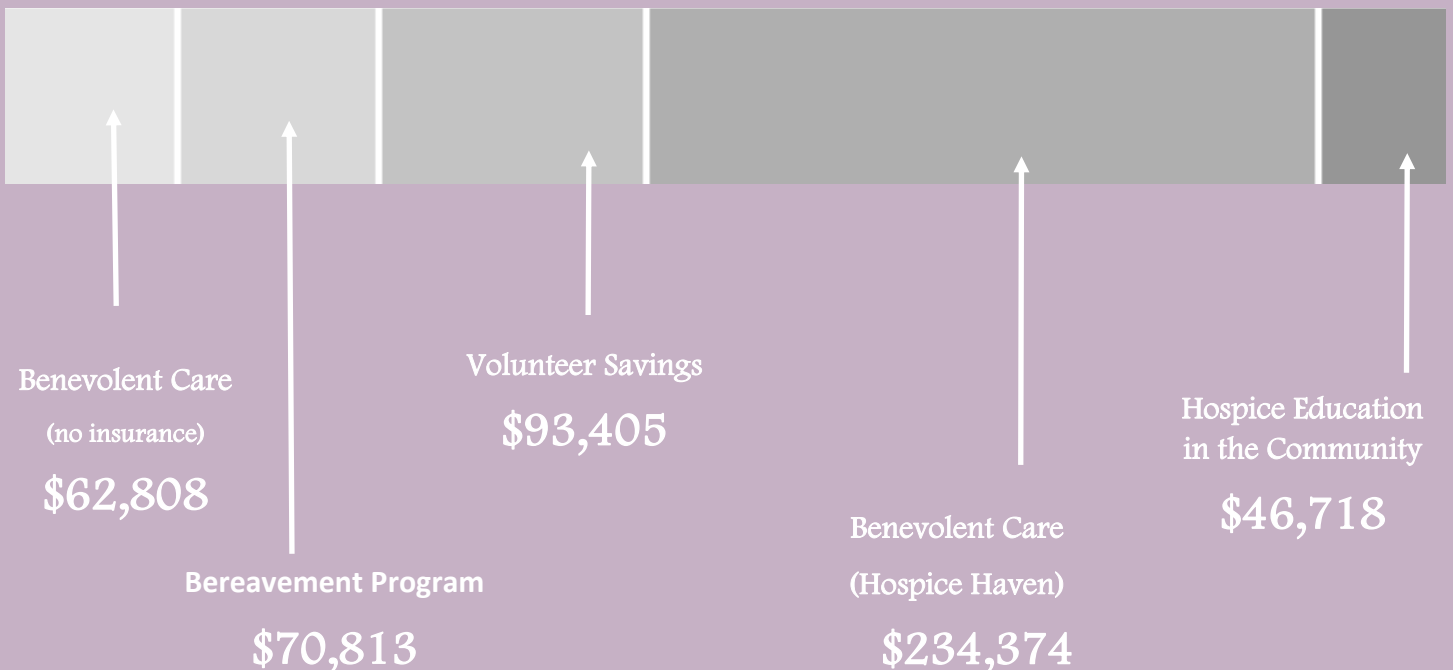 Benevolent Care
(no insurance)
$62,808
Bereavement Program
$70,813
Volunteer Savings
$93,405
Benevolent Care
(Hospice Haven)
$234,374
Hospice Education
in the Community
$46,718